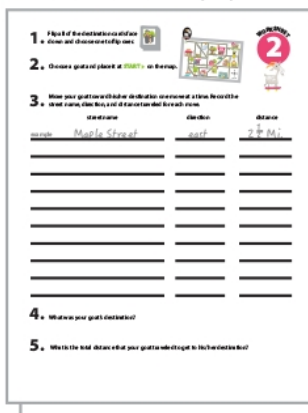 WORKSHEET
2
1. Flip all of the destination cards face
down and choose one to flip over.
2. Choose a goat and place it at START> on the map.
3. Move your goat toward his/her destination one move at a time. Record the
street name, direction, and distance traveled for each move.
street name direction distance
example Maple Street east 2½ Mi.
4. What was your goat's destination?
5. What is the total distance that your goat traveled to get to his/her destination?